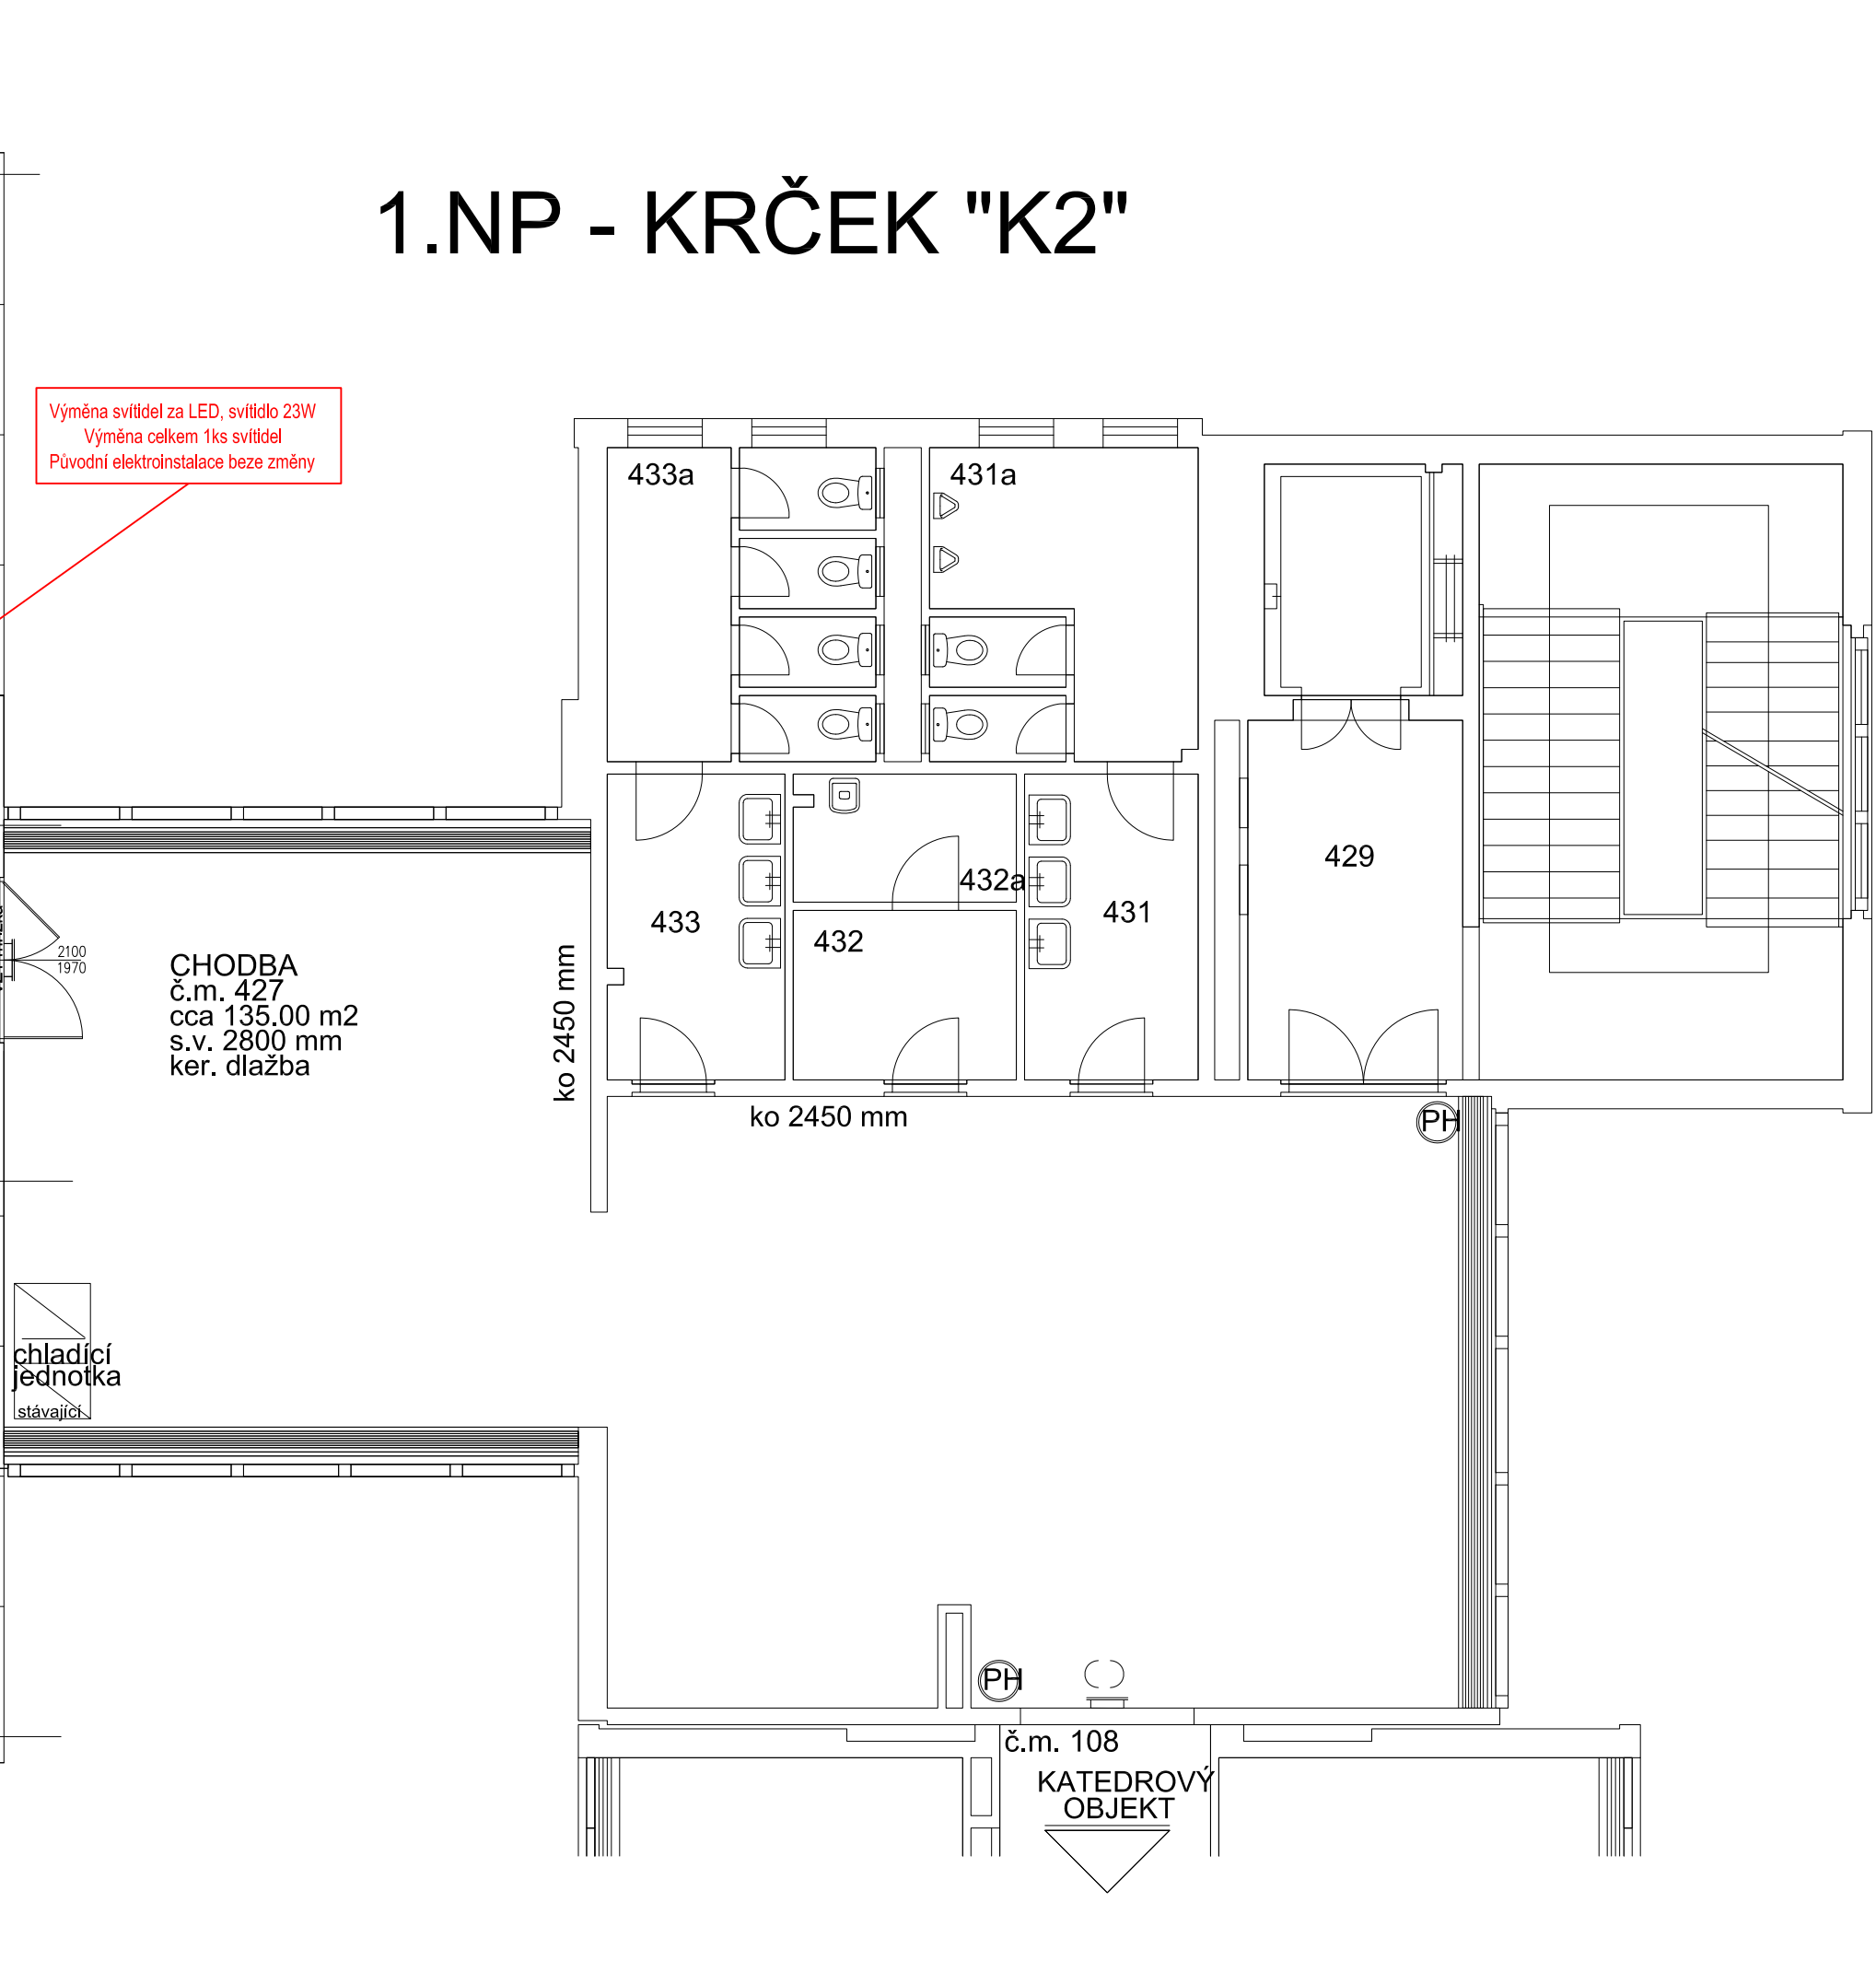 1.NP - KRČEK "K2"
Výměna svítidel za LED, svítidlo 23W
Výměna celkem 1ks svítidel
Původní elektroinstalace beze změny
433a
431a
429
432a
431
433
432
2100
1970
CHODBA
č.m. 427
cca 135.00 m2
s.v. 2800 mm
ker. dlažba
ko 2450 mm
ko 2450 mm
PH
chladící
jednotka
stávající
PH
č.m. 108
KATEDROVÝ
OBJEKT